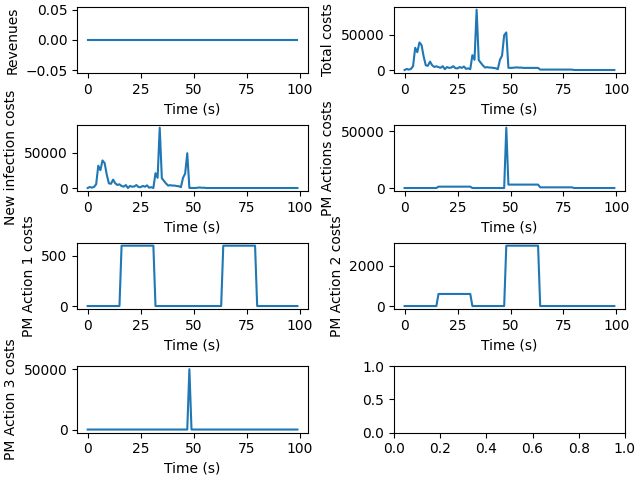 Revenues
0.05
0.00
−0.05
0 25 50 75 100
Time (s)
Total costs
50000
0
0 25 50 75 100
Time (s)
New infection costs
50000
0
0 25 50 75 100
Time (s)
PM Actions costs
50000
0
0 25 50 75 100
Time (s)
PM Action 1 costs
500
0
0 25 50 75 100
Time (s)
PM Action 2 costs
2000
0
0 25 50 75 100
Time (s)
PM Action 3 costs
50000
0
0 25 50 75 100
Time (s)
1.0
0.5
0.0
0.0 0.2 0.4 0.6 0.8 1.0